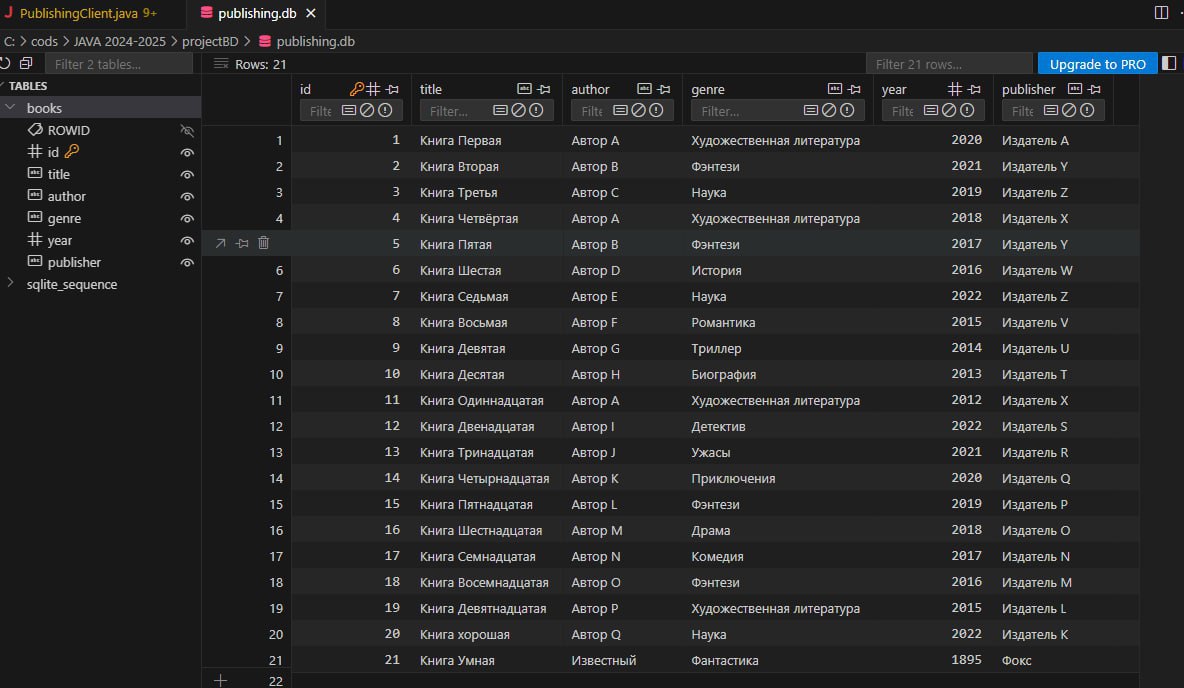 PublishingClient.java 9+ publishing.db
C: > cods > JAVA 2024-2025 > projectBD > publishing.db
Filter 2 tables... Rows: 21 Filter 21 rows... Upgrade to PRO
TABLES
books
ROWID
id
title
author
genre
year
publisher
sqlite_sequence
id title author genre year publisher
Filte Filter... Filte Filter... Filte Filte
1 1 Книга Первая Автор A Художественная литература 2020 Издатель A
2 2 Книга Вторая Автор B Фэнтези 2021 Издатель Y
3 3 Книга Третья Автор C Наука 2019 Издатель Z
4 4 Книга Четвёртая Автор A Художественная литература 2018 Издатель X
5 Книга Пятая Автор B Фэнтези 2017 Издатель Y
6 6 Книга Шестая Автор D История 2016 Издатель W
7 7 Книга Седьмая Автор E Наука 2022 Издатель Z
8 8 Книга Восьмая Автор F Романтика 2015 Издатель V
9 9 Книга Девятая Автор G Триллер 2014 Издатель U
10 10 Книга Десятая Автор H Биография 2013 Издатель T
11 11 Книга Одиннадцатая Автор A Художественная литература 2012 Издатель X
12 12 Книга Двенадцатая Автор I Детектив 2022 Издатель S
13 13 Книга Тринадцатая Автор J Ужасы 2021 Издатель R
14 14 Книга Четырнадцатая Автор K Приключения 2020 Издатель Q
15 15 Книга Пятнадцатая Автор L Фэнтези 2019 Издатель P
16 16 Книга Шестнадцатая Автор M Драма 2018 Издатель O
17 17 Книга Семнадцатая Автор N Комедия 2017 Издатель N
18 18 Книга Восемнадцатая Автор O Фэнтези 2016 Издатель M
19 19 Книга Девятнадцатая Автор P Художественная литература 2015 Издатель L
20 20 Книга хорошая Автор Q Наука 2022 Издатель K
21 21 Книга Умная Известный Фантастика 1895 Фокс
22